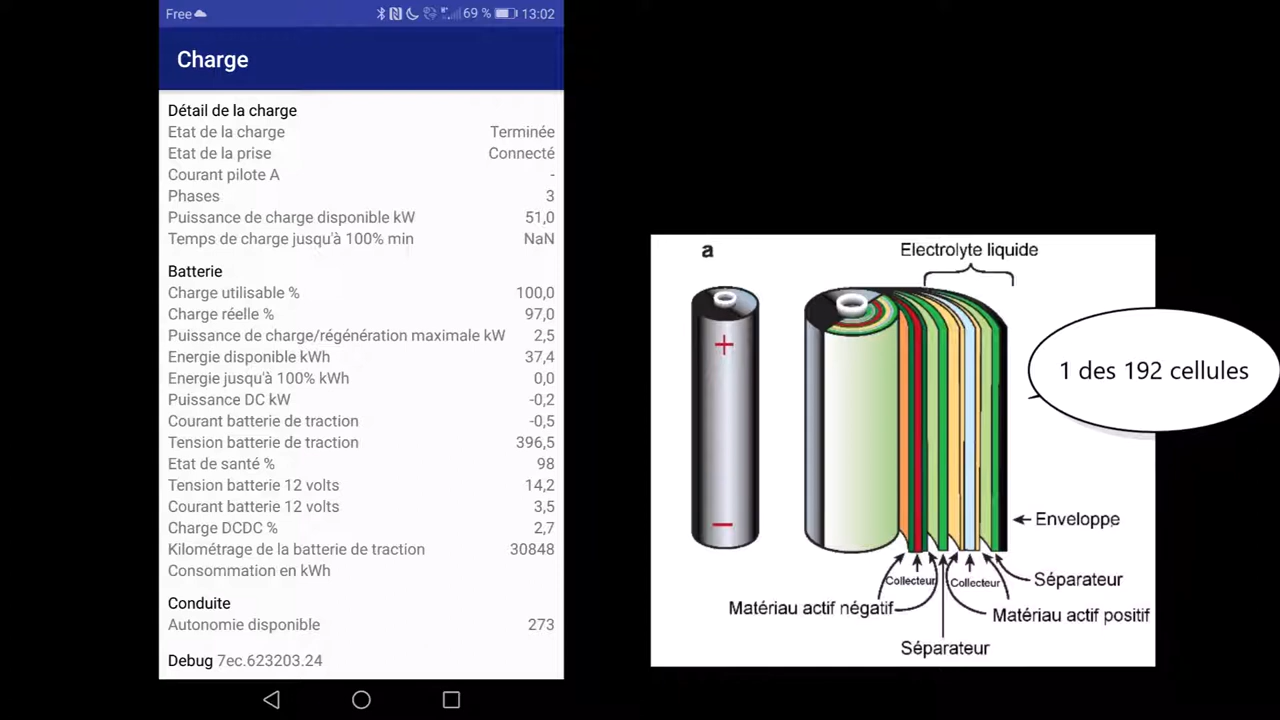 Free 69 % 13:02
Charge
Détail de la charge
Etat de la charge Terminée
Etat de la prise Connecté
Courant pilote A -
Phases 3
Puissance de charge disponible kW 51,0
Temps de charge jusqu'à 100% min NaN
Batterie
Charge utilisable % 100,0
Charge réelle % 97,0
Puissance de charge/régénération maximale kW 2,5
Energie disponible kWh 37,4
Energie jusqu'à 100% kWh 0,0
Puissance DC kW -0,2
Courant batterie de traction -0,5
Tension batterie de traction 396,5
Etat de santé % 98
Tension batterie 12 volts 14,2
Courant batterie 12 volts 3,5
Charge DCDC % 2,7
Kilométrage de la batterie de traction 30848
Consommation en kWh
Conduite
Autonomie disponible 273
Debug 7ec.623203.24
a
Electrolyte liquide
+
−
1 des 192 cellules
Enveloppe
Séparateur
Collecteur
Collecteur
Matériau actif négatif
Matériau actif positif
Séparateur